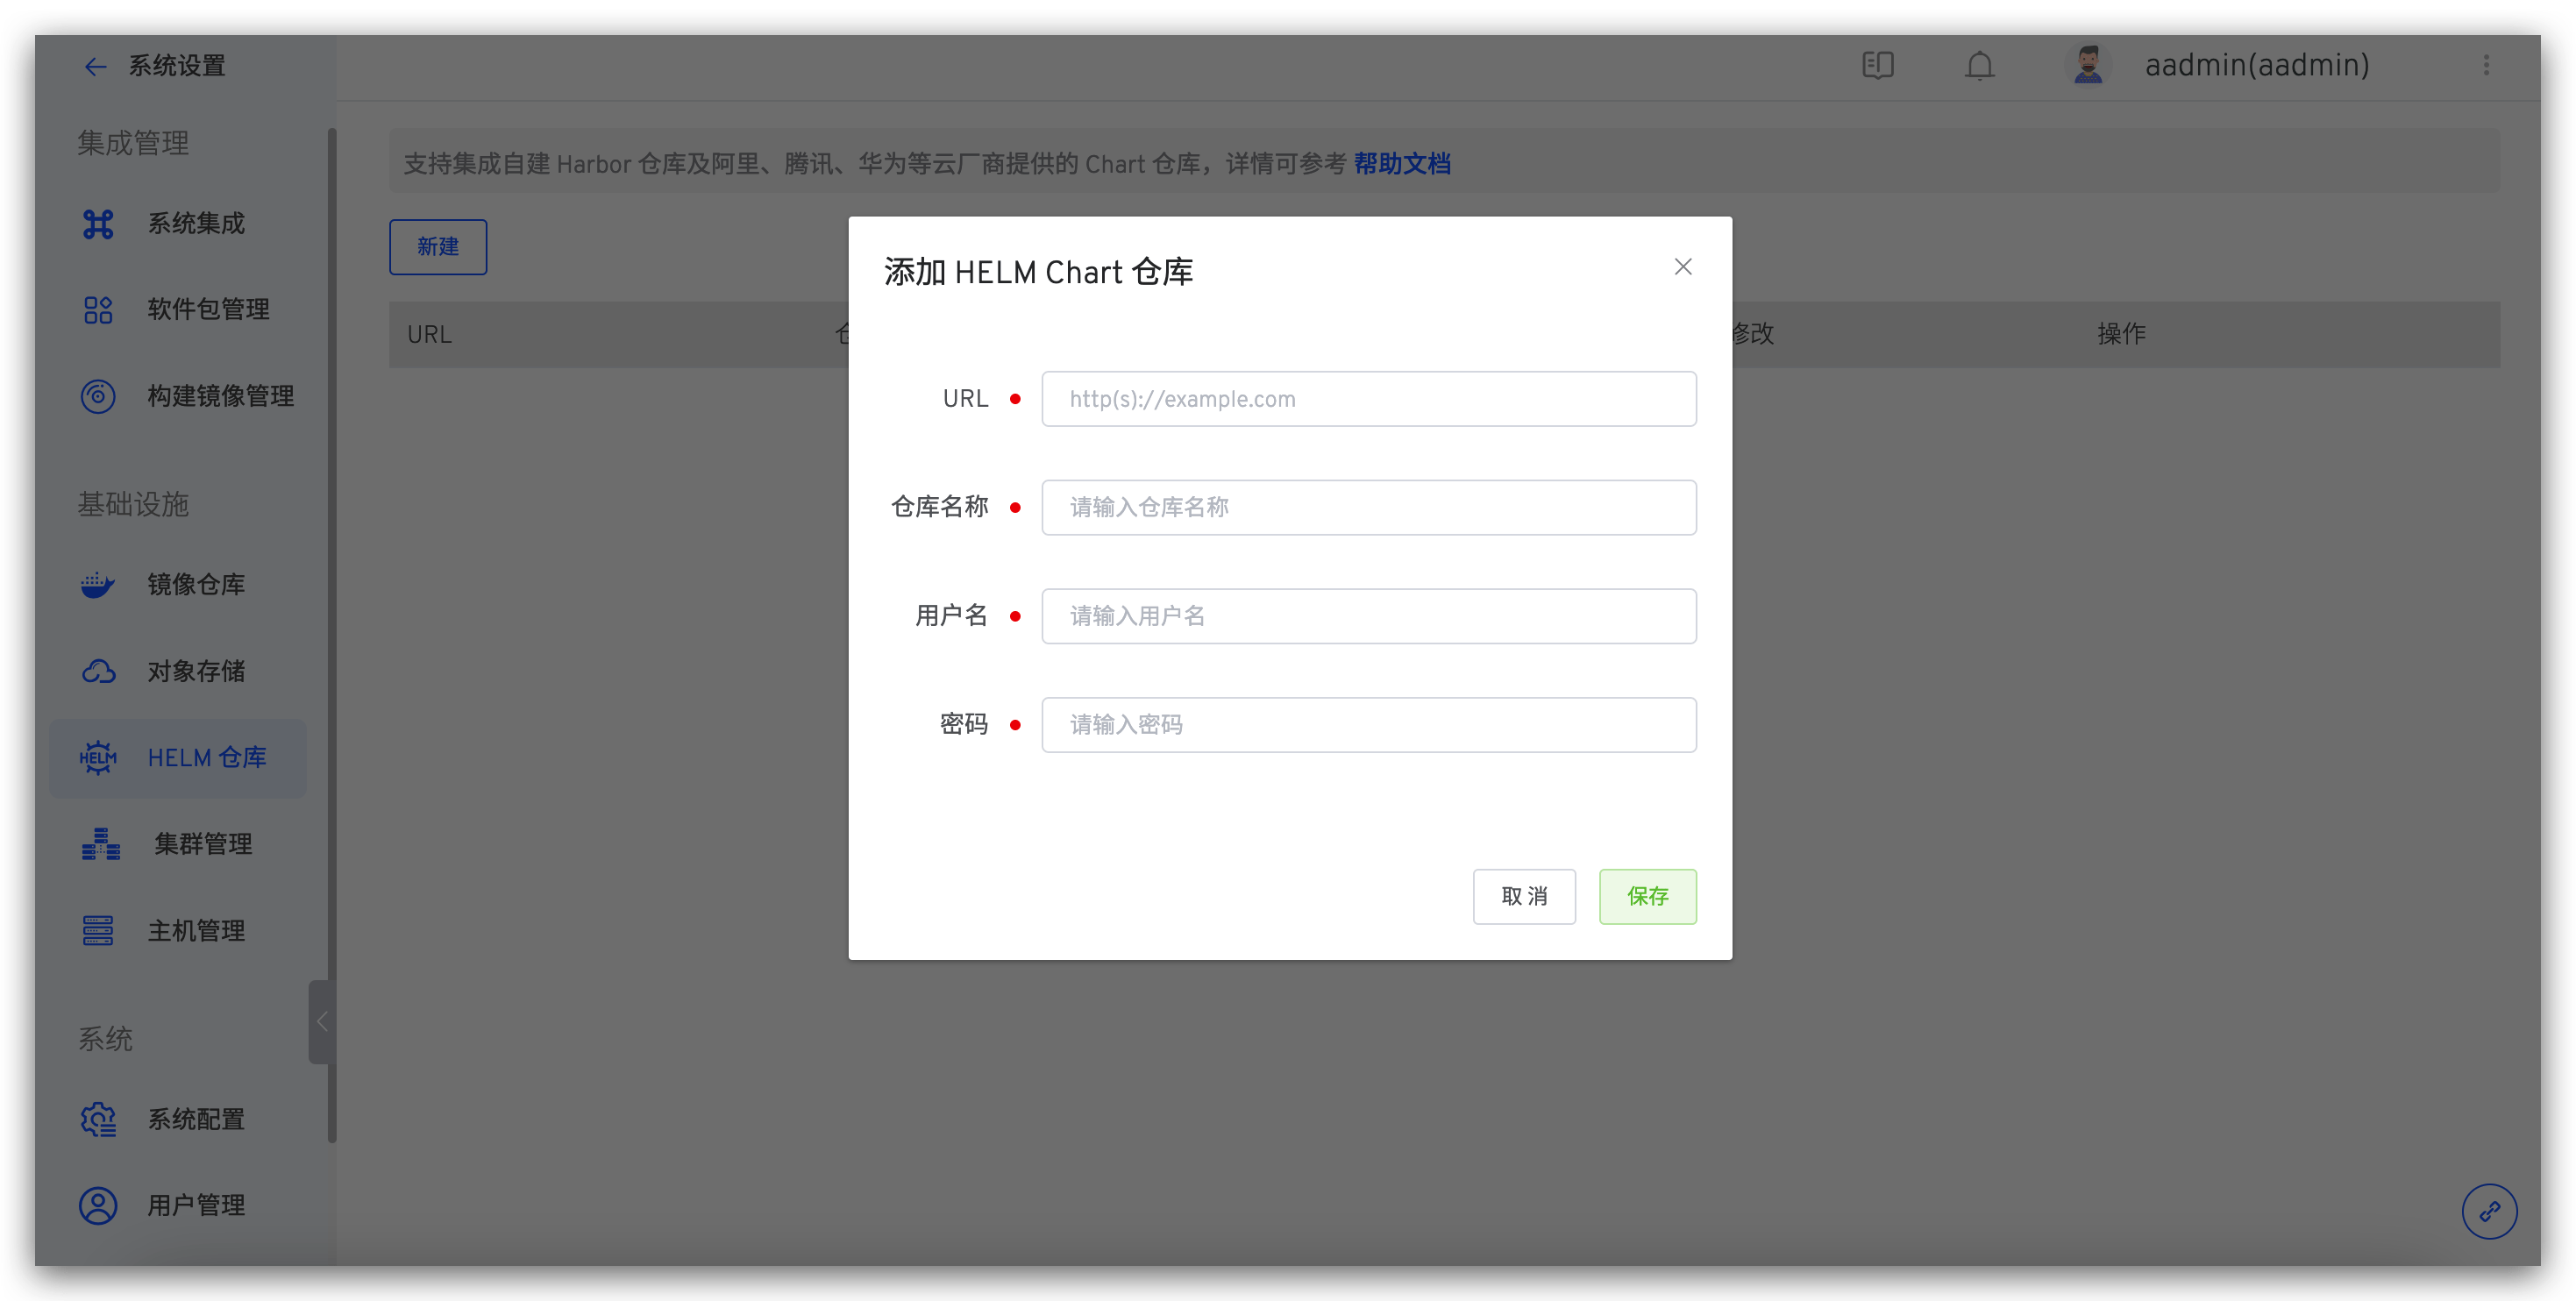 系统设置
aadmin(aadmin)
集成管理
系统集成
软件包管理
构建镜像管理
基础设施
镜像仓库
对象存储
HELM
HELM 仓库
集群管理
主机管理
系统
系统配置
用户管理
支持集成自建 Harbor 仓库及阿里、腾讯、华为等云厂商提供的 Chart 仓库，详情可参考 帮助文档
新建
URL 修改 操作
添加 HELM Chart 仓库
URL http(s)://example.com
仓库名称 请输入仓库名称
用户名 请输入用户名
密码 请输入密码
取 消 保存